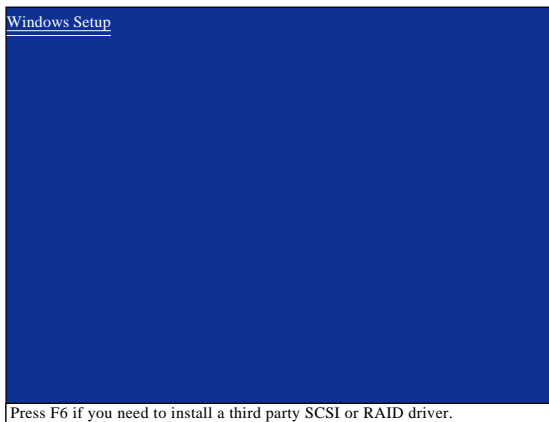 Windows Setup
Press F6 if you need to install a third party SCSI or RAID driver.